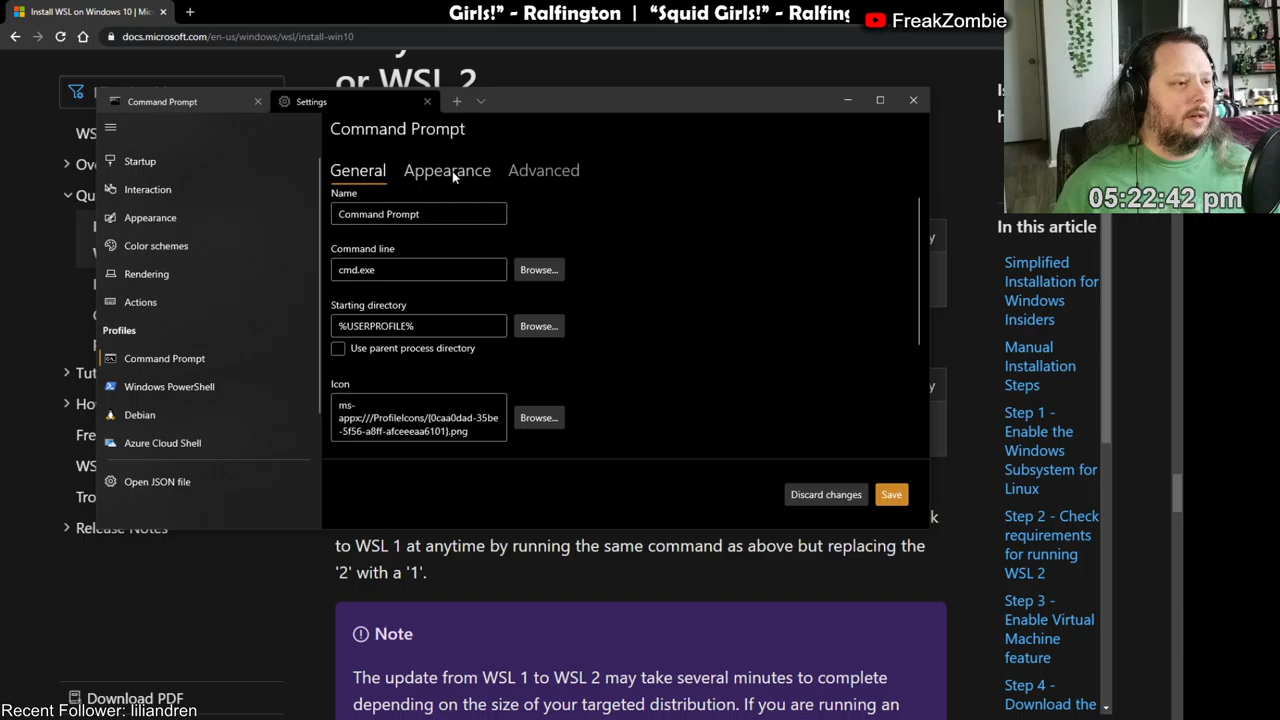 Install WSL on Windows 10 | Mic
Girls!” - Ralfington | “Squid Girls!” - Ralfing
FreakZombie
docs.microsoft.com/en-us/windows/wsl/install-win10
or WSL 2
Command Prompt
Settings
Command Prompt
General
Appearance
Advanced
Startup
Interaction
Appearance
Color schemes
Rendering
Actions
Profiles
Command Prompt
Windows PowerShell
Debian
Azure Cloud Shell
Open JSON file
Name
Command Prompt
Command line
cmd.exe
Browse...
Starting directory
%USERPROFILE%
Browse...
Use parent process directory
Icon
ms-
appx:///ProfileIcons/{0caa0dad-35be
-5f56-a8ff-afceeeaa6101}.png
Browse...
Discard changes
Save
WS
Ov
Qu
Tut
Ho
Fre
WS
Tro
Release Notes
Download PDF
Recent Follower: liliandren
to WSL 1 at anytime by running the same command as above but replacing the
'2' with a '1'.
Note
The update from WSL 1 to WSL 2 may take several minutes to complete
depending on the size of your targeted distribution. If you are running an
05:22:42 pm
In this article
Simplified
Installation for
Windows
Insiders
Manual
Installation
Steps
Step 1 -
Enable the
Windows
Subsystem for
Linux
Step 2 - Check
requirements
for running
WSL 2
Step 3 -
Enable Virtual
Machine
feature
Step 4 -
Download the